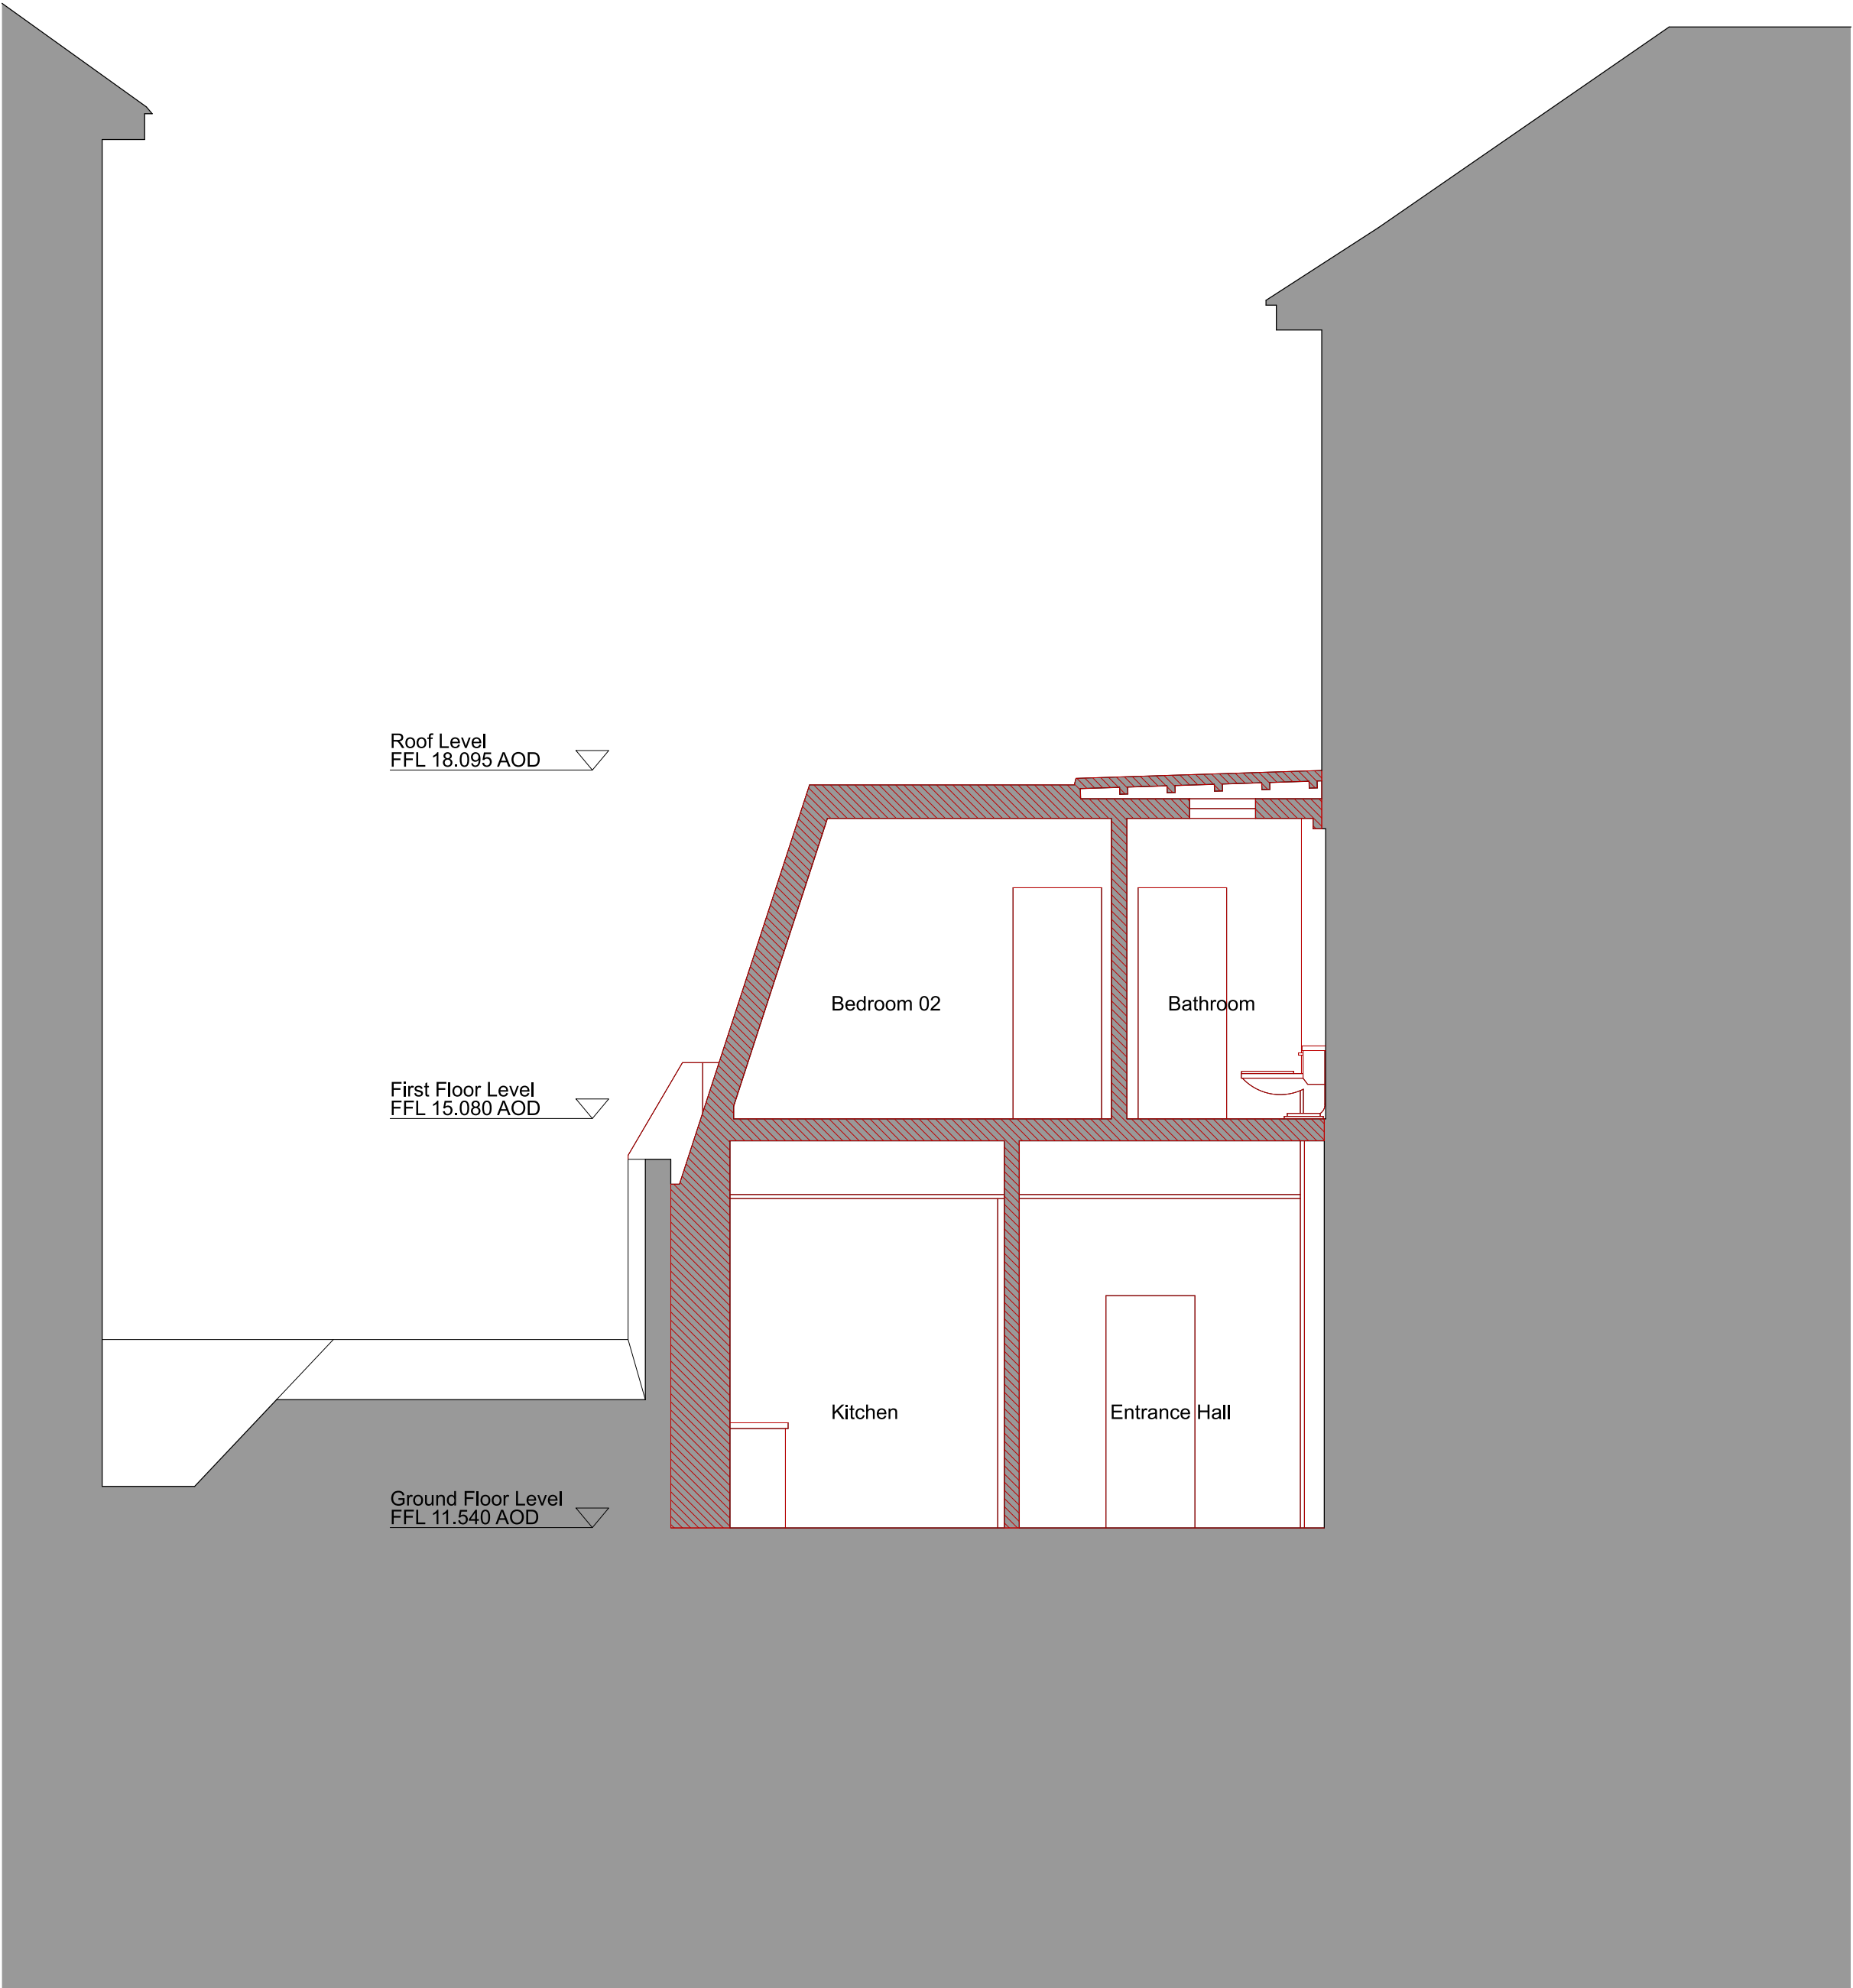 Roof Level
FFL 18.095 AOD
Bedroom 02
Bathroom
First Floor Level
FFL 15.080 AOD
Kitchen
Entrance Hall
Ground Floor Level
FFL 11.540 AOD